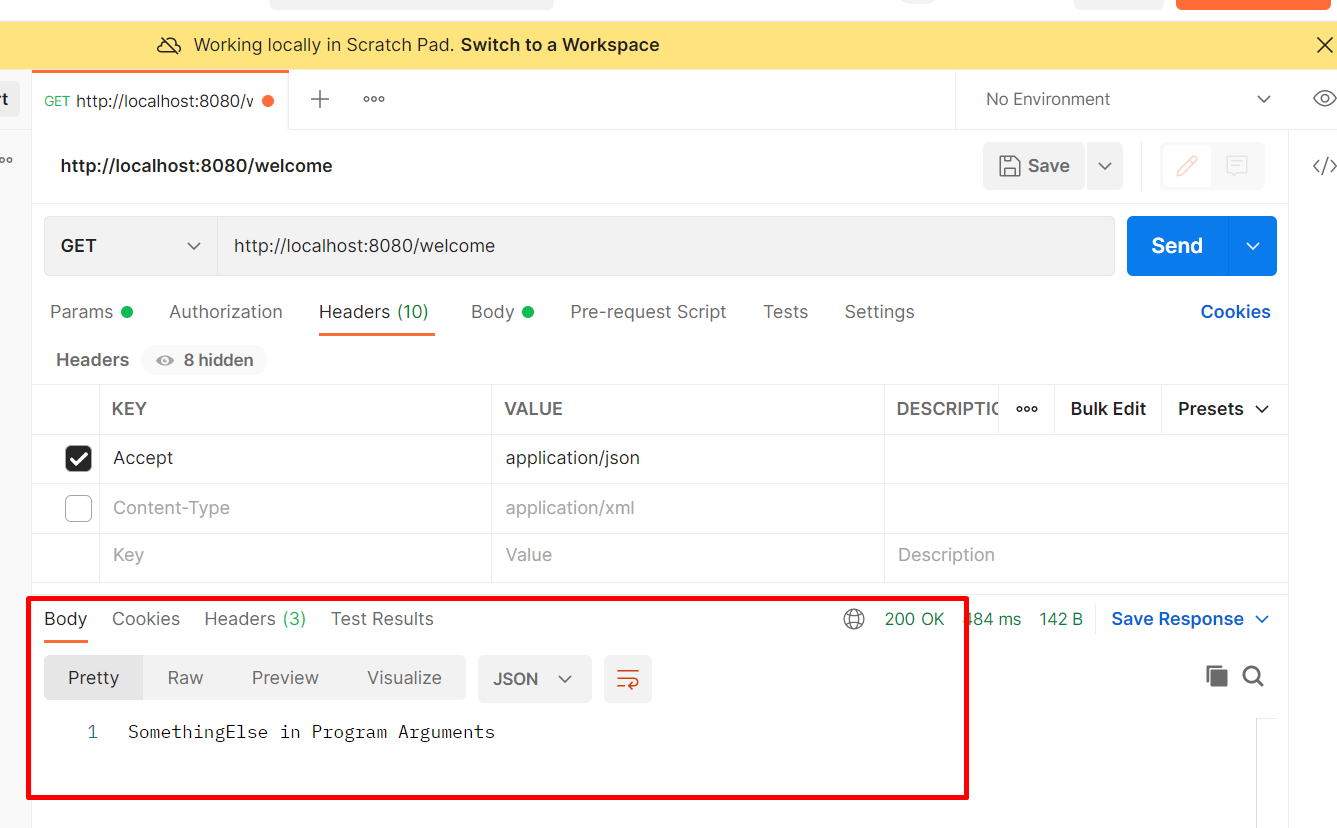 Working locally in Scratch Pad. Switch to a Workspace
GET http://localhost:8080/v
No Environment
http://localhost:8080/welcome
Save
GET http://localhost:8080/welcome Send
Params Authorization Headers (10) Body Pre-request Script Tests Settings Cookies
Headers 8 hidden
KEY VALUE DESCRIPTIO Bulk Edit Presets
Accept application/json
Content-Type application/xml
Key Value Description
Body Cookies Headers (3) Test Results 200 OK 484 ms 142 B Save Response
Pretty Raw Preview Visualize JSON
1 SomethingElse in Program Arguments